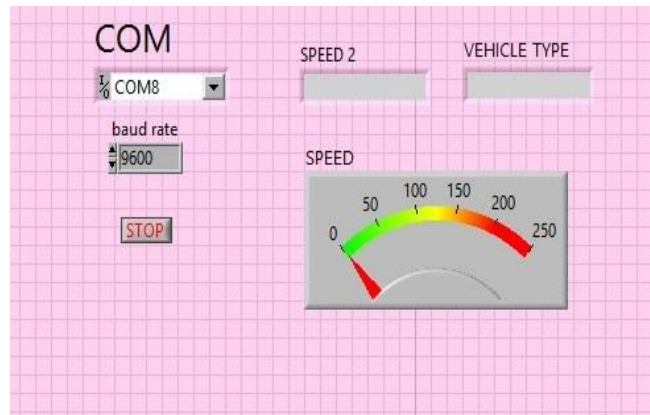 COM
I/O COM8
baud rate
9600
STOP
SPEED 2
VEHICLE TYPE
SPEED
0 50 100 150 200 250